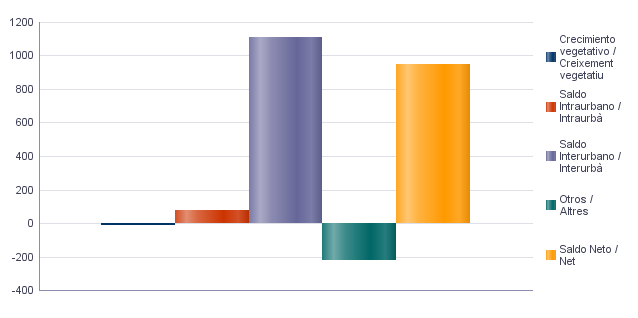 1200
1000
800
600
400
200
0
-200
-400
Crecimiento
vegetativo /
Creixement
vegetatiu
Saldo
Intraurbano /
Intraurbà
Saldo
Interurbano /
Interurbà
Otros /
Altres
Saldo Neto /
Net